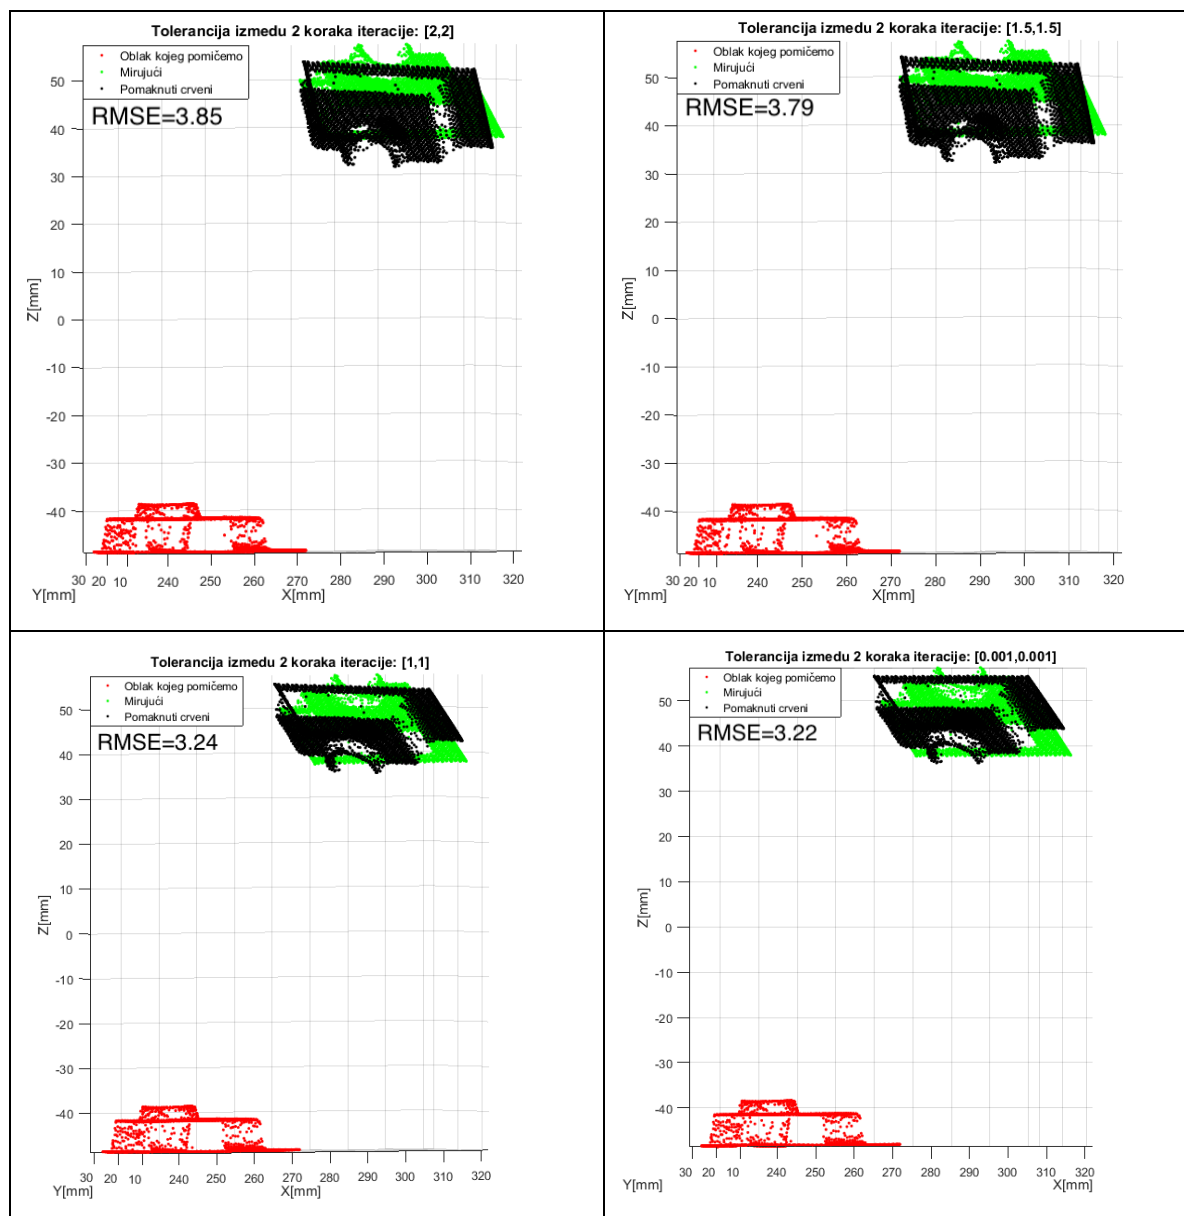 Tolerancija izmedu 2 koraka iteracije: [2,2]
Oblak kojeg pomičemo
Mirujući
Pomaknuti crveni
RMSE=3.85
50
40
30
20
10
0
-10
-20
-30
-40
Z[mm]
30 20 10 240 250 260 270 280 290 300 310 320
Y[mm] X[mm]
Tolerancija izmedu 2 koraka iteracije: [1.5,1.5]
Oblak kojeg pomičemo
Mirujući
Pomaknuti crveni
RMSE=3.79
50
40
30
20
10
0
-10
-20
-30
-40
Z[mm]
30 20 10 240 250 260 270 280 290 300 310 320
Y[mm] X[mm]
Tolerancija izmedu 2 koraka iteracije: [1,1]
Oblak kojeg pomičemo
Mirujući
Pomaknuti crveni
RMSE=3.24
50
40
30
20
10
0
-10
-20
-30
-40
Z[mm]
30 20 10 240 250 260 270 280 290 300 310 320
Y[mm] X[mm]
Tolerancija izmedu 2 koraka iteracije: [0.001,0.001]
Oblak kojeg pomičemo
Mirujući
Pomaknuti crveni
RMSE=3.22
50
40
30
20
10
0
-10
-20
-30
-40
Z[mm]
30 20 10 240 250 260 270 280 290 300 310 320
Y[mm] X[mm]